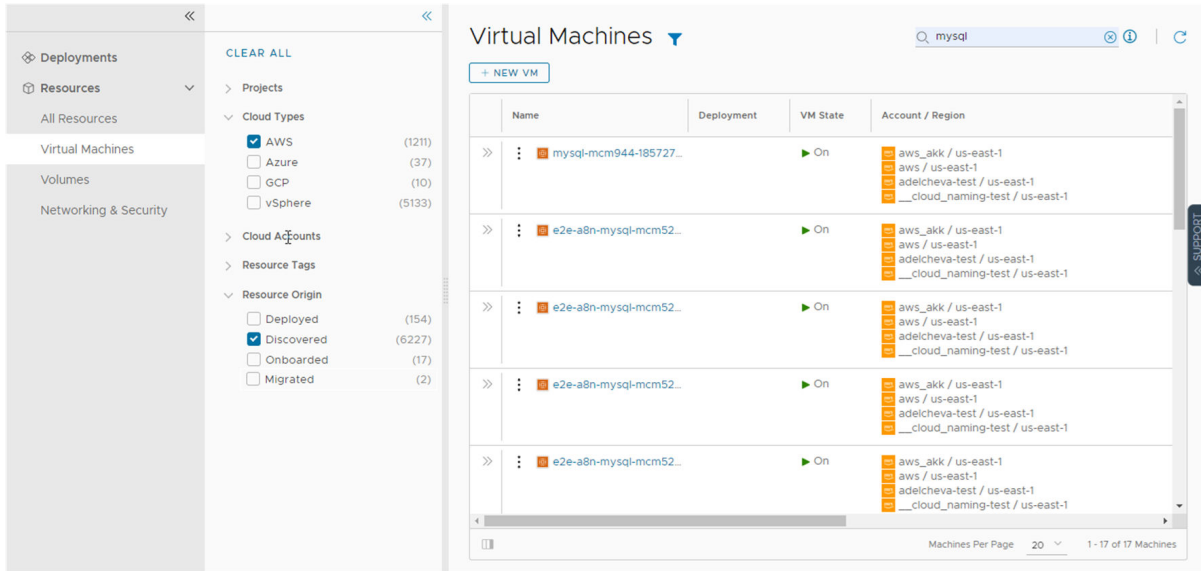 Deployments
Resources
All Resources
Virtual Machines
Volumes
Networking & Security
CLEAR ALL
Projects
Cloud Types
AWS (1211)
Azure (37)
GCP (10)
vSphere (5133)
Cloud Accounts
Resource Tags
Resource Origin
Deployed (154)
Discovered (6227)
Onboarded (17)
Migrated (2)
Virtual Machines
mysql
+ NEW VM
Name Deployment VM State Account / Region
mysql-mcm944-185727... On aws_akk / us-east-1
aws / us-east-1
adelcheva-test / us-east-1
__cloud_naming-test / us-east-1
e2e-a8n-mysql-mcm52... On aws_akk / us-east-1
aws / us-east-1
adelcheva-test / us-east-1
__cloud_naming-test / us-east-1
e2e-a8n-mysql-mcm52... On aws_akk / us-east-1
aws / us-east-1
adelcheva-test / us-east-1
__cloud_naming-test / us-east-1
e2e-a8n-mysql-mcm52... On aws_akk / us-east-1
aws / us-east-1
adelcheva-test / us-east-1
__cloud_naming-test / us-east-1
e2e-a8n-mysql-mcm52... On aws_akk / us-east-1
aws / us-east-1
adelcheva-test / us-east-1
__cloud_naming-test / us-east-1
Machines Per Page 20 1 - 17 of 17 Machines
SUPPORT